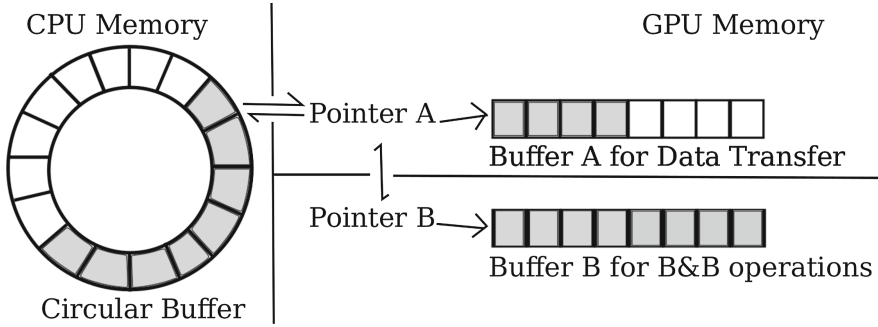 CPU Memory
GPU Memory
Pointer A
Buffer A for Data Transfer
Pointer B
Buffer B for B&B operations
Circular Buffer